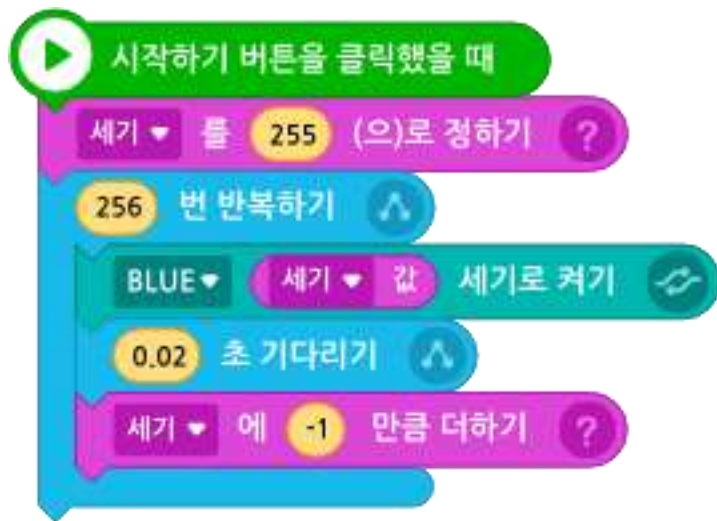 시작하기 버튼을 클릭했을 때
세기 를 255 (으)로 정하기 ?
256 번 반복하기
BLUE 세기 값 세기로 켜기
0.02 초 기다리기
세기 에 -1 만큼 더하기 ?